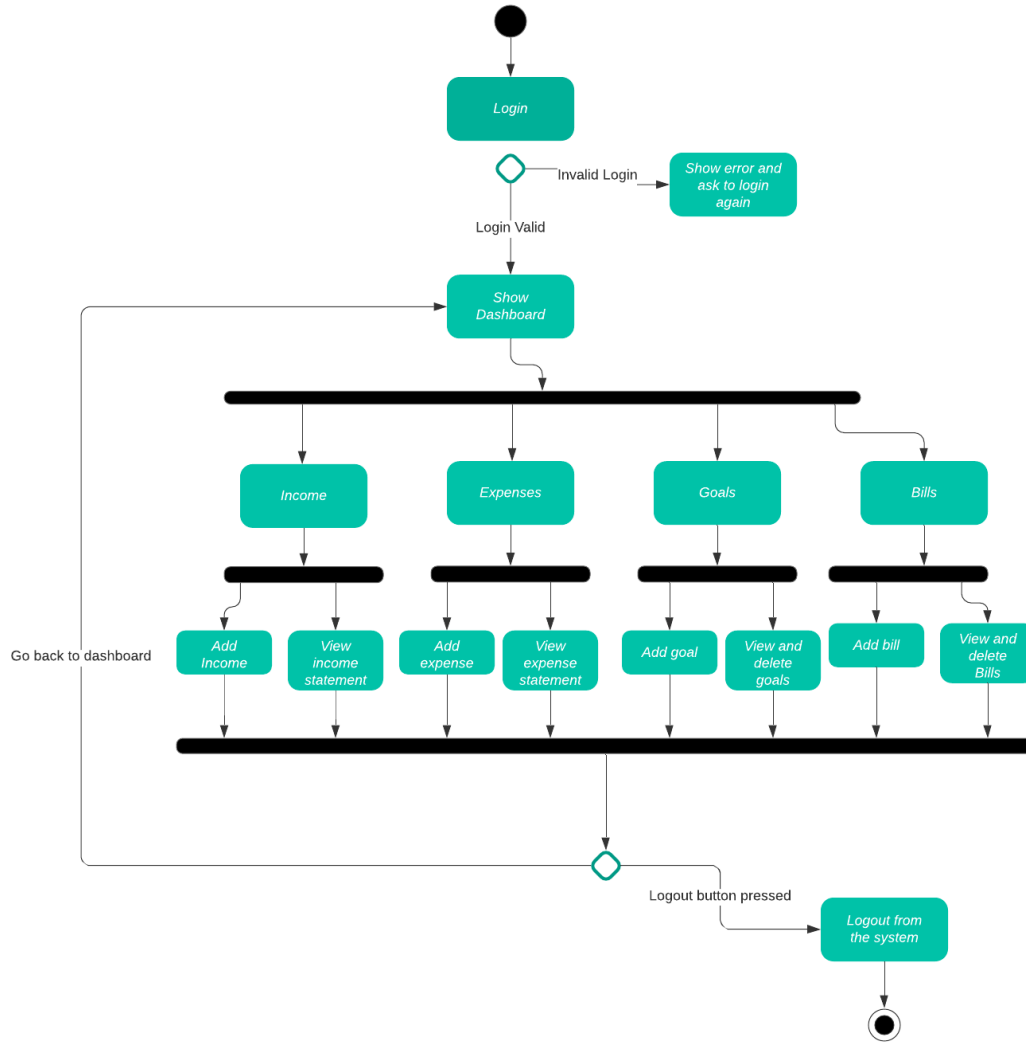 Login
Invalid Login
Show error and
ask to login
again
Login Valid
Show
Dashboard
Income
Expenses
Goals
Bills
Add
Income
View
income
statement
Add
expense
View
expense
statement
Add goal
View and
delete
goals
Add bill
View and
delete
Bills
Go back to dashboard
Logout button pressed
Logout from
the system